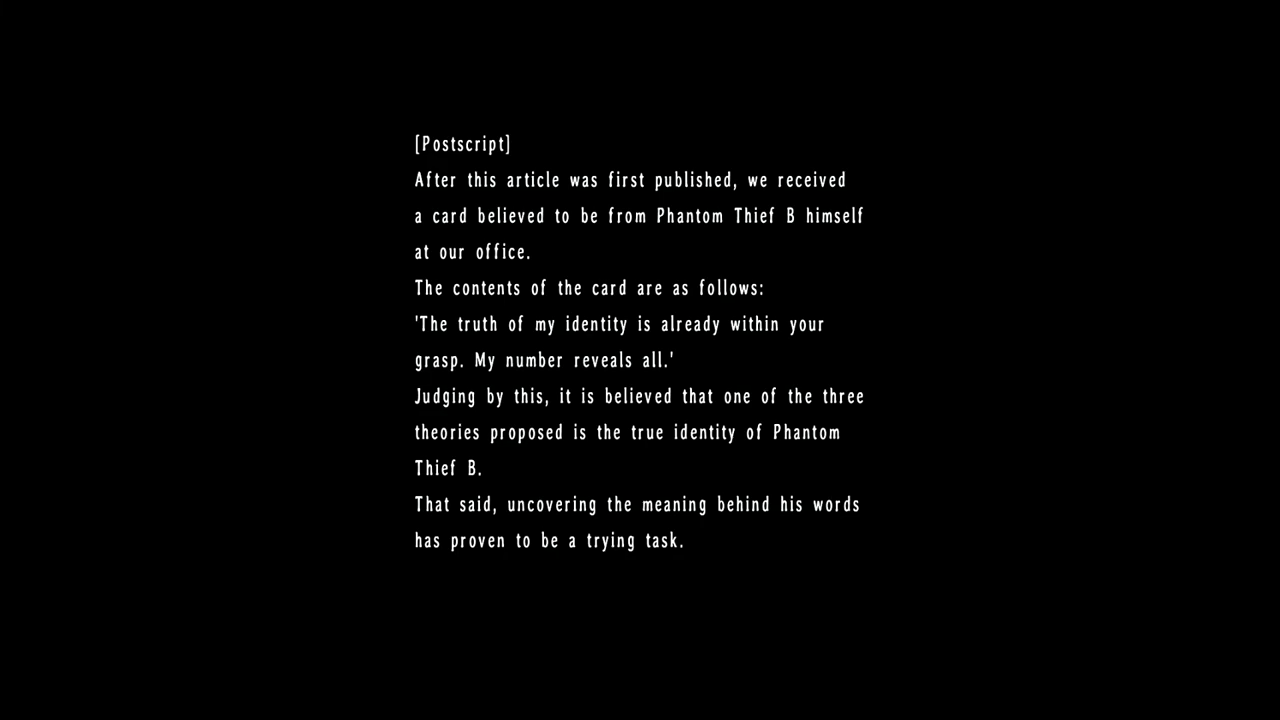 [Postscript]
After this article was first published, we received
a card believed to be from Phantom Thief B himself
at our office.
The contents of the card are as follows:
'The truth of my identity is already within your
grasp. My number reveals all.'
Judging by this, it is believed that one of the three
theories proposed is the true identity of Phantom
Thief B.
That said, uncovering the meaning behind his words
has proven to be a trying task.